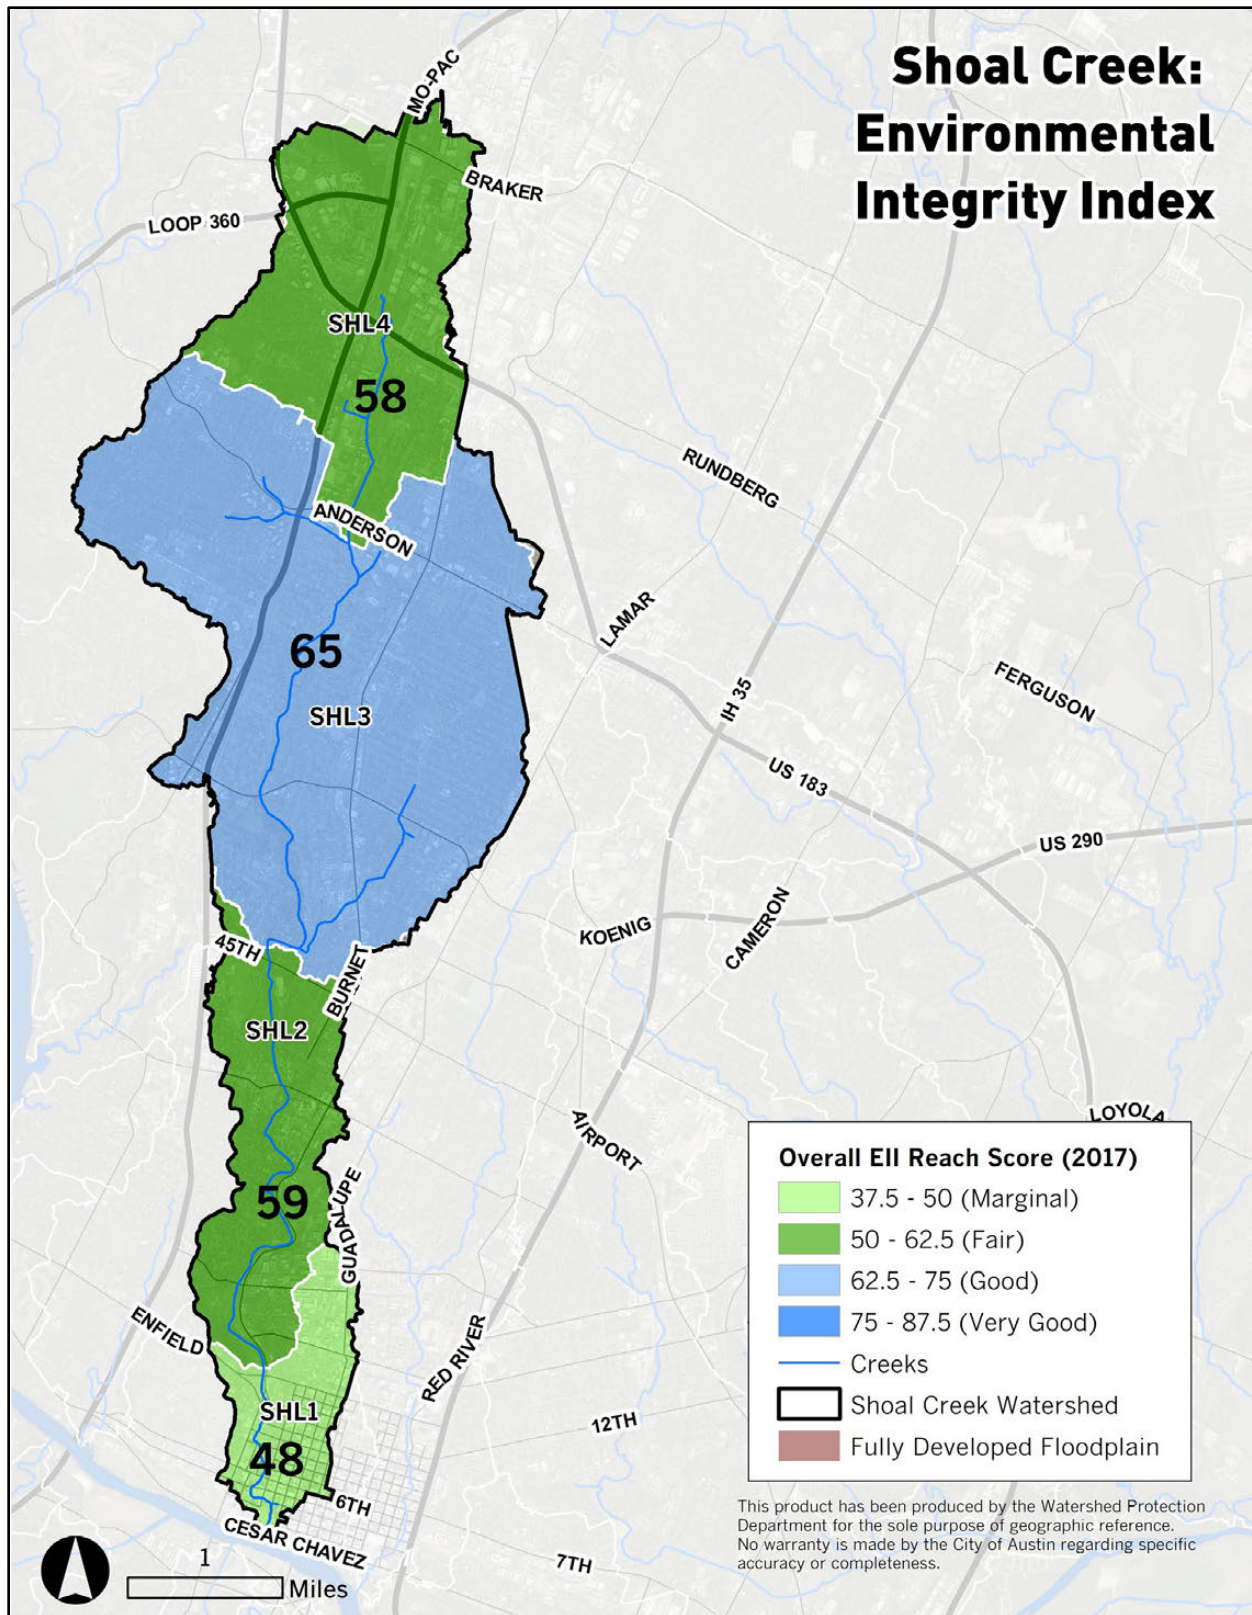 Shoal Creek:
Environmental
Integrity Index
MO-PAC
BRAKER
LOOP 360
SHL4
58
RUNDBERG
ANDERSON
LAMAR
65
SHL3
FERGUSON
IH 35
US 183
US 290
KOENIG
CAMERON
45TH
BURNET
SHL2
AIRPORT
LOYOLA
59
GUADALUPE
ENFIELD
RED RIVER
SHL1
48
12TH
6TH
CESAR CHAVEZ
7TH
Overall EII Reach Score (2017)
37.5 - 50 (Marginal)
50 - 62.5 (Fair)
62.5 - 75 (Good)
75 - 87.5 (Very Good)
Creeks
Shoal Creek Watershed
Fully Developed Floodplain
This product has been produced by the Watershed Protection
Department for the sole purpose of geographic reference.
No warranty is made by the City of Austin regarding specific
accuracy or completeness.
1
Miles